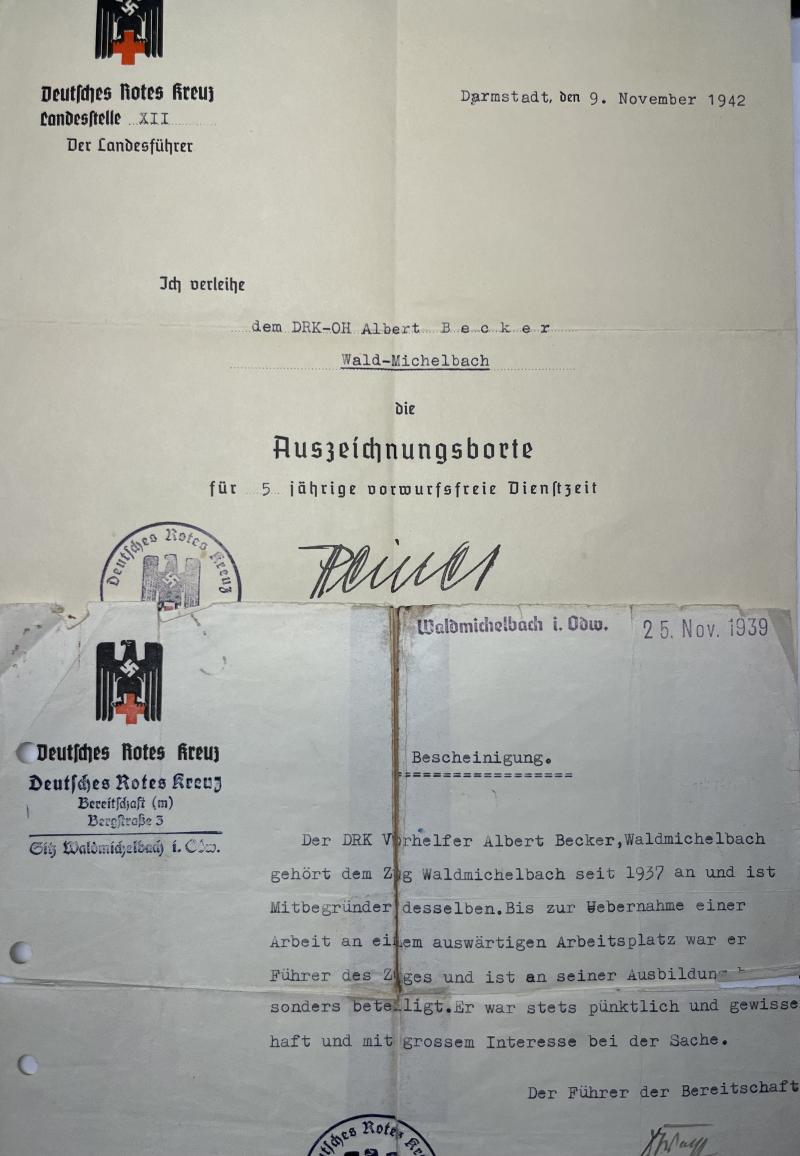 Deutsches Rotes Kreuz
Landesstelle XII
Der Landesführer
Darmstadt, den 9. November 1942
Ich verleihe
dem DRK-OH Albert Becker
Wald-Michelbach
die
Auszeichnungsborte
für 5 jährige vorwurfsfreie Dienstzeit
Deutsches Rotes Kreuz
Waldmichelbach i. Odw. 25. Nov. 1939
Deutsches Rotes Kreuz
Deutsches Rotes Kreuz
Bereitschaft (m)
Bergstraße 3
Sitz Waldmichelbach i. Odw.
Bescheinigung.
Der DRK Vorhelfer Albert Becker,Waldmichelbach
gehört dem Zug Waldmichelbach seit 1937 an und ist
Mitbegründer desselben.Bis zur Uebernahme einer
Arbeit an einem auswärtigen Arbeitsplatz war er
Führer des Zuges und ist an seiner Ausbildung
sonders beteiligt.Er war stets pünktlich und gewisse
haft und mit grossem Interesse bei der Sache.
Der Führer der Bereitschaft